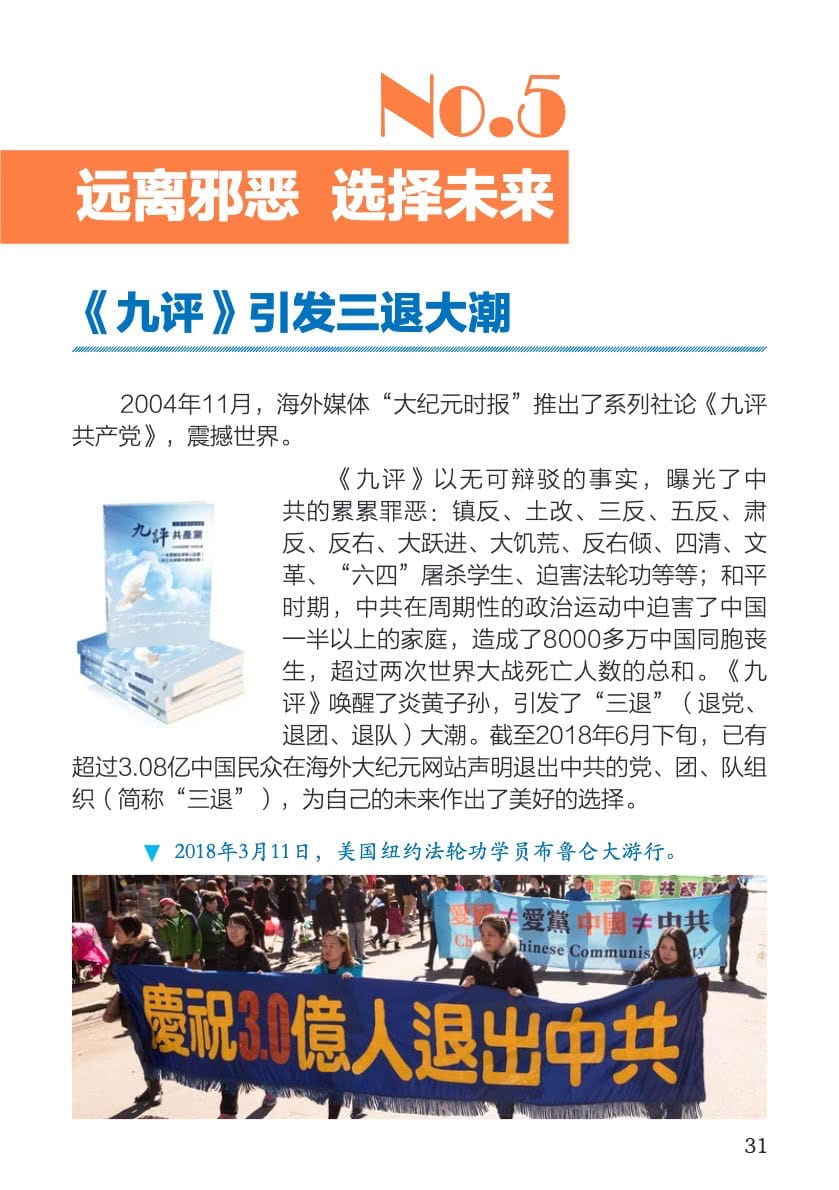 No.5
远离邪恶 选择未来
《九评》引发三退大潮
2004年11月，海外媒体“大纪元时报”推出了系列社论《九评
共产党》，震撼世界。
《九评》以无可辩驳的事实，曝光了中
共的累累罪恶：镇反、土改、三反、五反、肃
反、反右、大跃进、大饥荒、反右倾、四清、文
革、“六四”屠杀学生、迫害法轮功等等；和平
时期，中共在周期性的政治运动中迫害了中国
一半以上的家庭，造成了8000多万中国同胞丧
生，超过两次世界大战死亡人数的总和。《九
评》唤醒了炎黄子孙，引发了“三退”（退党、
退团、退队）大潮。截至2018年6月下旬，已有
超过3.08亿中国民众在海外大纪元网站声明退出中共的党、团、队组
织（简称“三退”），为自己的未来作出了美好的选择。
九評
共產黨
▼ 2018年3月11日，美国纽约法轮功学员布鲁仑大游行。
共產黨
愛國≠愛黨 中國≠中共
Chinese Communist
慶祝3.0億人退出中共
31